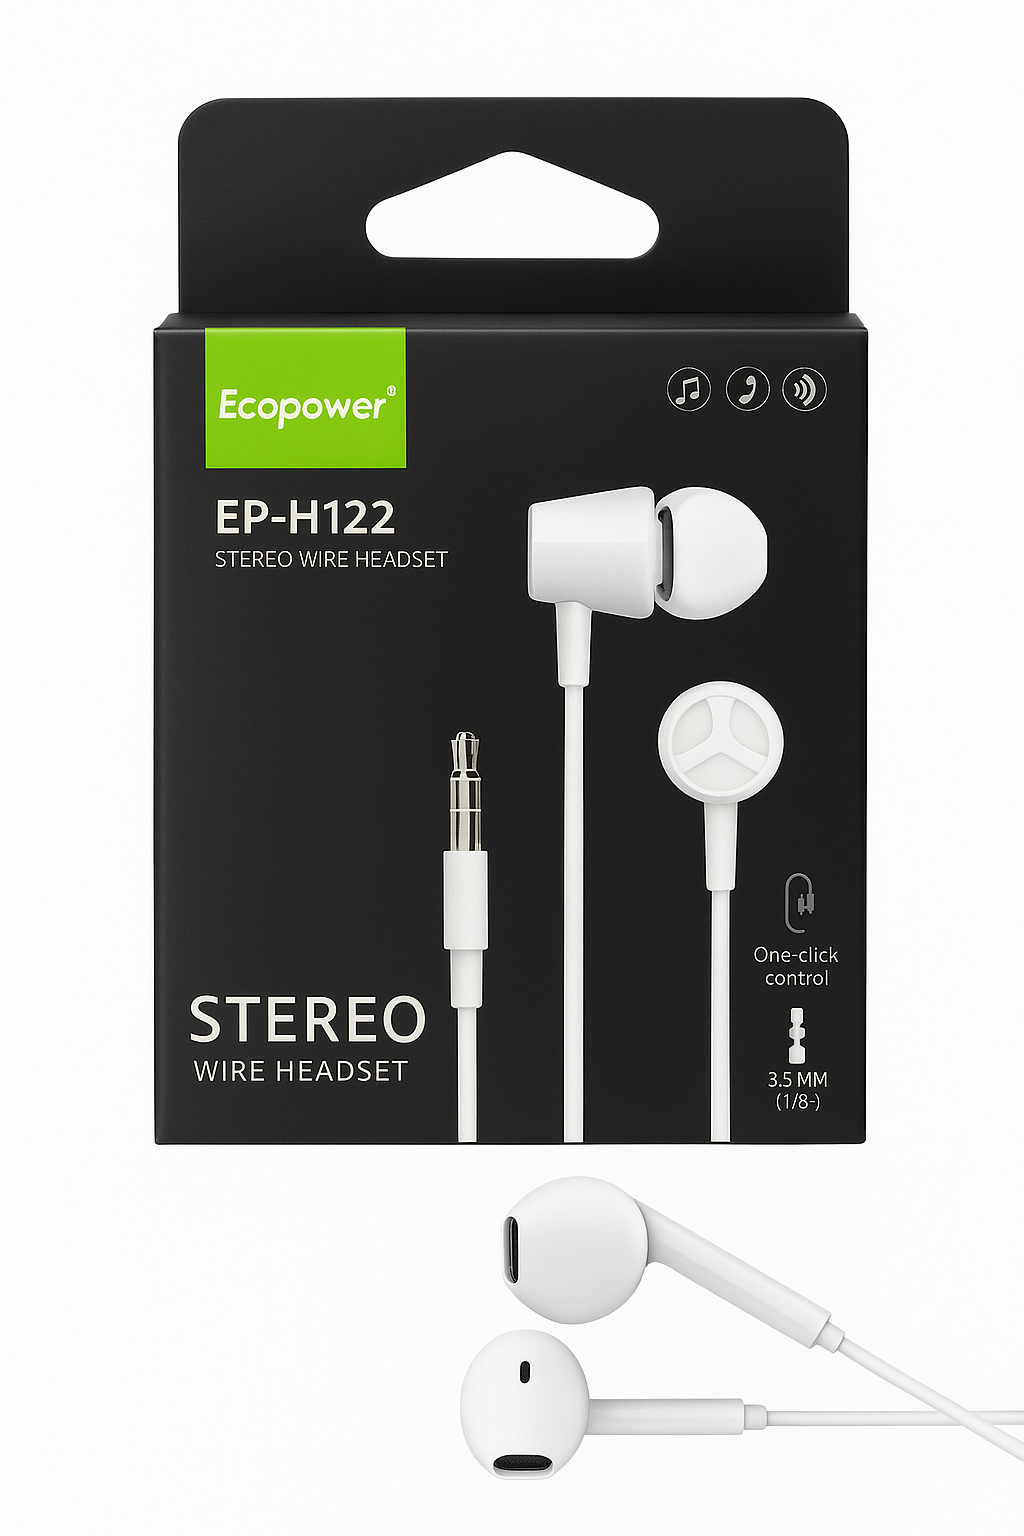 Ecopower®
EP-H122
STEREO WIRE HEADSET
One-click
control
STEREO
WIRE HEADSET
3.5 MM
(1/8-)